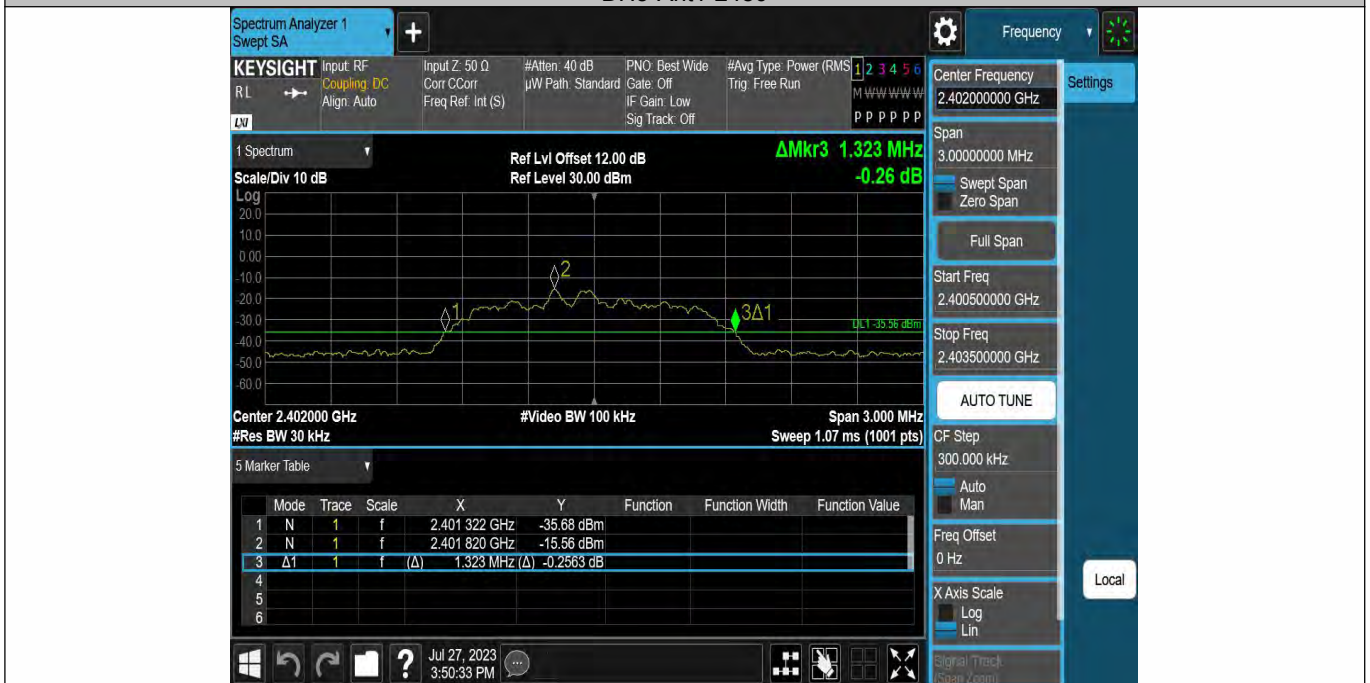 Spectrum Analyzer 1
Swept SA
+
Frequency
KEYSIGHT
RL
LXI
Input: RF
Coupling: DC
Align: Auto
Input Z: 50 Ω
Corr CCorr
Freq Ref: Int (S)
#Atten: 40 dB
µW Path: Standard
PNO: Best Wide
Gate: Off
IF Gain: Low
Sig Track: Off
#Avg Type: Power (RMS
Trig: Free Run
1 2 3 4 5 6
M W W W W W
P P P P P P
Center Frequency
2.402000000 GHz
Settings
Span
3.00000000 MHz
Swept Span
Zero Span
Full Span
Start Freq
2.400500000 GHz
Stop Freq
2.403500000 GHz
AUTO TUNE
CF Step
300.000 kHz
Auto
Man
Freq Offset
0 Hz
X Axis Scale
Log
Lin
Signal Track
(Span Zoom)
Local
1 Spectrum
Scale/Div 10 dB
Ref Lvl Offset 12.00 dB
Ref Level 30.00 dBm
ΔMkr3 1.323 MHz
-0.26 dB
Log
20.0
10.0
0.00
-10.0
-20.0
-30.0
-40.0
-50.0
-60.0
1
2
3Δ1
DL1 -35.56 dBm
Center 2.402000 GHz
#Video BW 100 kHz
Span 3.000 MHz
#Res BW 30 kHz
Sweep 1.07 ms (1001 pts)
5 Marker Table
Mode Trace Scale X Y Function Function Width Function Value
1 N 1 f 2.401 322 GHz -35.68 dBm
2 N 1 f 2.401 820 GHz -15.56 dBm
3 Δ1 1 f (Δ) 1.323 MHz (Δ) -0.2563 dB
4
5
6
?
Jul 27, 2023
3:50:33 PM